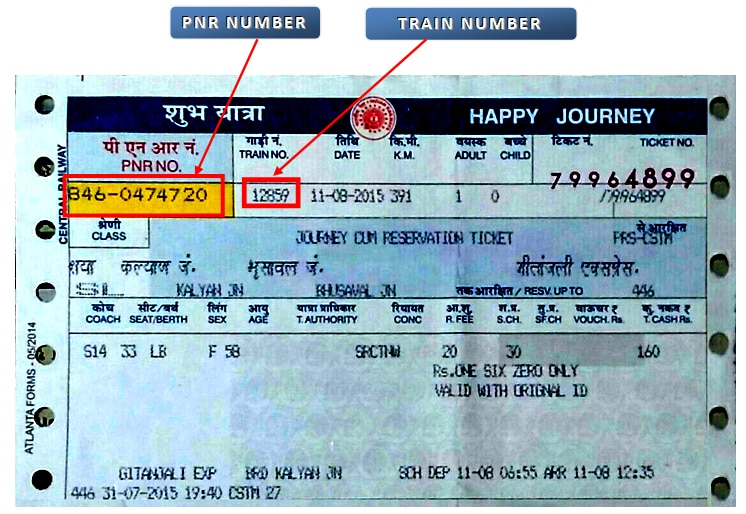 PNR NUMBER TRAIN NUMBER
शुभ यात्रा HAPPY JOURNEY
पी एन आर नं. गाड़ी नं. तिथि कि.मी. वयस्क बच्चे टिकट नं. TICKET NO.
PNR NO. TRAIN NO. DATE K.M. ADULT CHILD
79964899
846-0474720 12859 11-08-2015 391 1 0 79964899
CENTRAL RAILWAY
श्रेणी से आरक्षित
CLASS JOURNEY CUM RESERVATION TICKET PRS-CSTM
शया कल्याण जं. भुसावल जं. गीतांजली एक्सप्रेस.
SL KALYAN JN BHUSAVAL JN तक आरक्षित / RESV. UP TO 446
कोच सीट/बर्थ लिंग आयु यात्रा प्राधिकार रियायत आ.शु. श.प्र. सु.प्र. वाऊचर ₹ कु. नकद ₹
COACH SEAT/BERTH SEX AGE T. AUTHORITY CONC R. FEE S.CH. SF.CH VOUCH. Rs. T. CASH Rs.
S14 33 LB F 58 SRCTNW 20 30 160
Rs.ONE SIX ZERO ONLY
VALID WITH ORIGNAL ID
ATLANTA FORMS - 05/2014
GITANJALI EXP BRD KALYAN JN SCH DEP 11-08 06:55 ARR 11-08 12:35
446 31-07-2015 19:40 CSTM 27